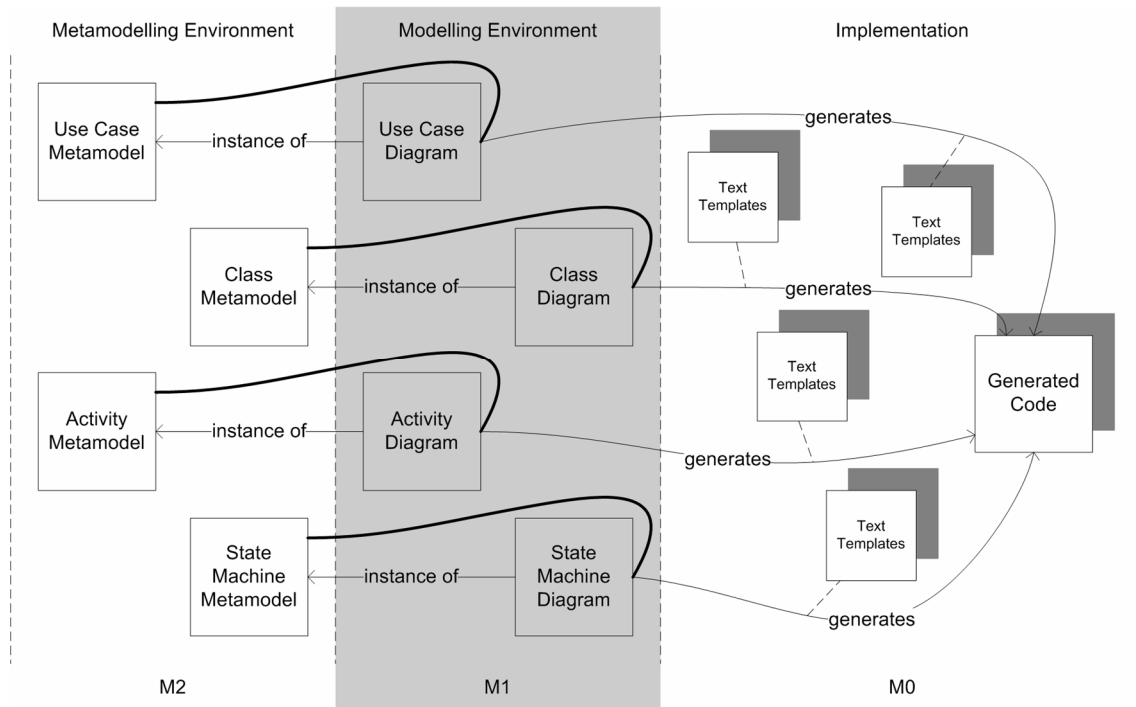 Metamodelling Environment
Modelling Environment
Implementation
Use Case
Metamodel
instance of
Use Case
Diagram
generates
Text
Templates
Text
Templates
Class
Metamodel
instance of
Class
Diagram
generates
Text
Templates
Generated
Code
Activity
Metamodel
instance of
Activity
Diagram
generates
Text
Templates
State
Machine
Metamodel
instance of
State
Machine
Diagram
generates
M2
M1
M0